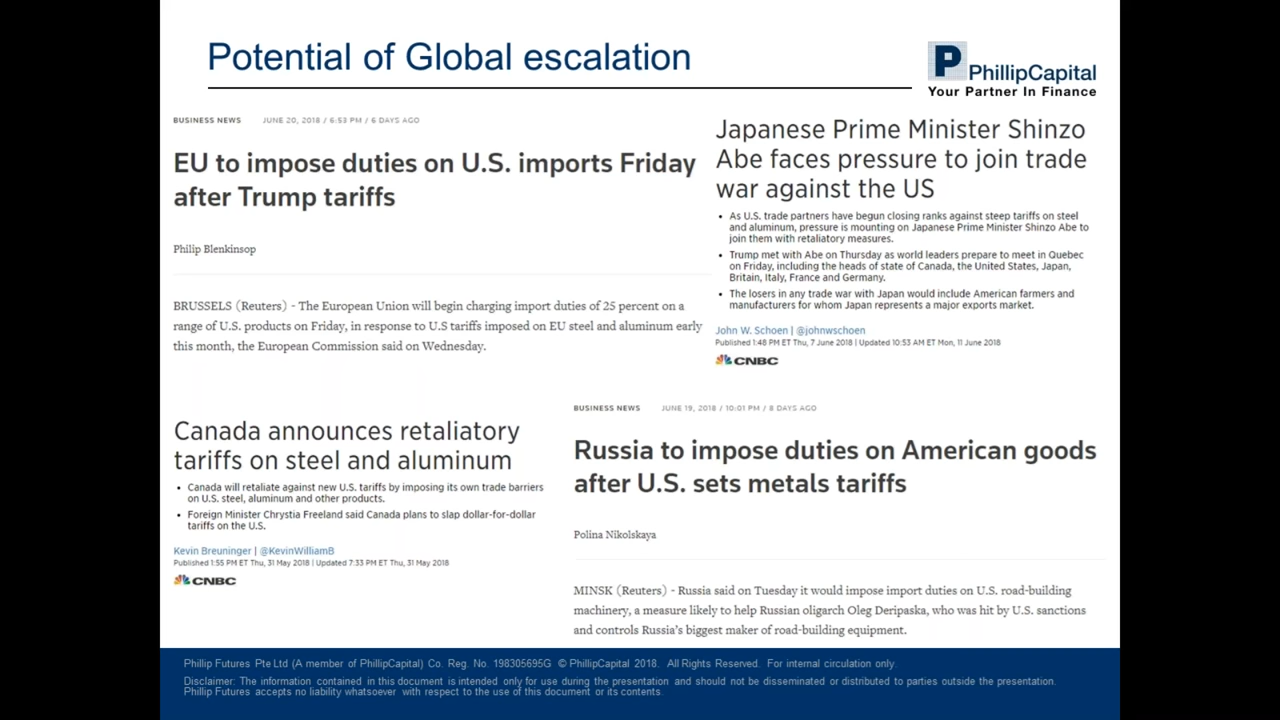 Potential of Global escalation
P PhillipCapital
Your Partner In Finance
BUSINESS NEWS JUNE 20, 2018 / 6:53 PM / 6 DAYS AGO
EU to impose duties on U.S. imports Friday
after Trump tariffs
Philip Blenkinsop
BRUSSELS (Reuters) - The European Union will begin charging import duties of 25 percent on a
range of U.S. products on Friday, in response to U.S tariffs imposed on EU steel and aluminum early
this month, the European Commission said on Wednesday.
Japanese Prime Minister Shinzo
Abe faces pressure to join trade
war against the US
• As U.S. trade partners have begun closing ranks against steep tariffs on steel
and aluminum, pressure is mounting on Japanese Prime Minister Shinzo Abe to
join them with retaliatory measures.
• Trump met with Abe on Thursday as world leaders prepare to meet in Quebec
on Friday, including the heads of state of Canada, the United States, Japan,
Britain, Italy, France and Germany.
• The losers in any trade war with Japan would include American farmers and
manufacturers for whom Japan represents a major exports market.
John W. Schoen | @johnwschoen
Published 1:48 PM ET Thu, 7 June 2018 | Updated 10:53 AM ET Mon, 11 June 2018
CNBC
Canada announces retaliatory
tariffs on steel and aluminum
• Canada will retaliate against new U.S. tariffs by imposing its own trade barriers
on U.S. steel, aluminum and other products.
• Foreign Minister Chrystia Freeland said Canada plans to slap dollar-for-dollar
tariffs on the U.S.
Kevin Breuninger | @KevinWilliamB
Published 1:55 PM ET Thu, 31 May 2018 | Updated 7:33 PM ET Thu, 31 May 2018
CNBC
BUSINESS NEWS JUNE 19, 2018 / 10:01 PM / 8 DAYS AGO
Russia to impose duties on American goods
after U.S. sets metals tariffs
Polina Nikolskaya
MINSK (Reuters) - Russia said on Tuesday it would impose import duties on U.S. road-building
machinery, a measure likely to help Russian oligarch Oleg Deripaska, who was hit by U.S. sanctions
and controls Russia's biggest maker of road-building equipment.
Phillip Futures Pte Ltd (A member of PhillipCapital) Co. Reg. No. 198305695G © PhillipCapital 2018. All Rights Reserved. For internal circulation only.
Disclaimer: The information contained in this document is intended only for use during the presentation and should not be disseminated or distributed to parties outside the presentation.
Phillip Futures accepts no liability whatsoever with respect to the use of this document or its contents.